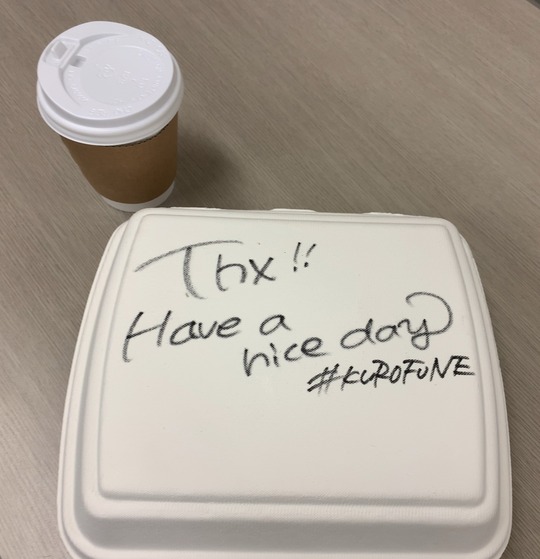 Thx!!
Have a
nice day
#KUROFUNE